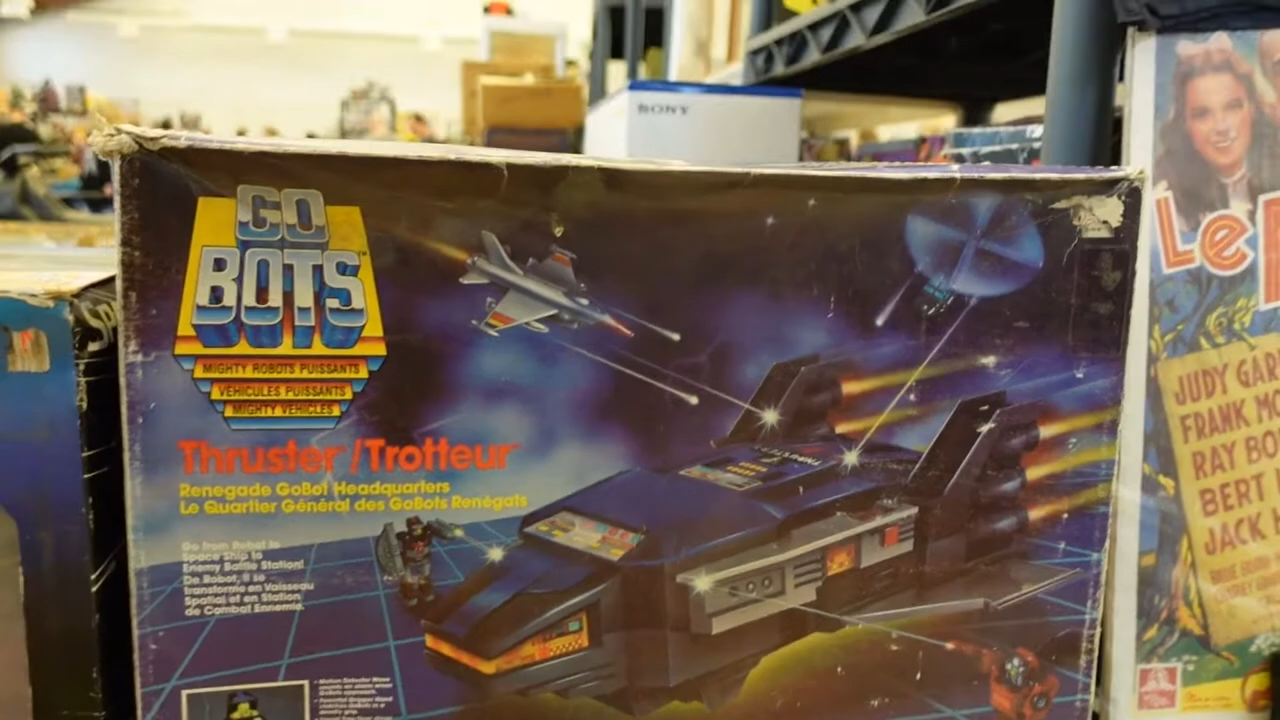 SONY
GO
BOTS
MIGHTY ROBOTS PUISSANTS
VEHICULES PUISSANTS
MIGHTY VEHICLES
Thruster™/Trotteur™
Renegade GoBot Headquarters
Le Quartier Général des GoBots Renégats
Go from Robot to
Space Ship to
Enemy Battle Station!
De Robot, il se
transforme en Vaisseau
Spatial et en Station
de Combat Ennemie.
THRUSTER
Le
JUDY GAR
FRANK MO
RAY BO
BERT
JACK